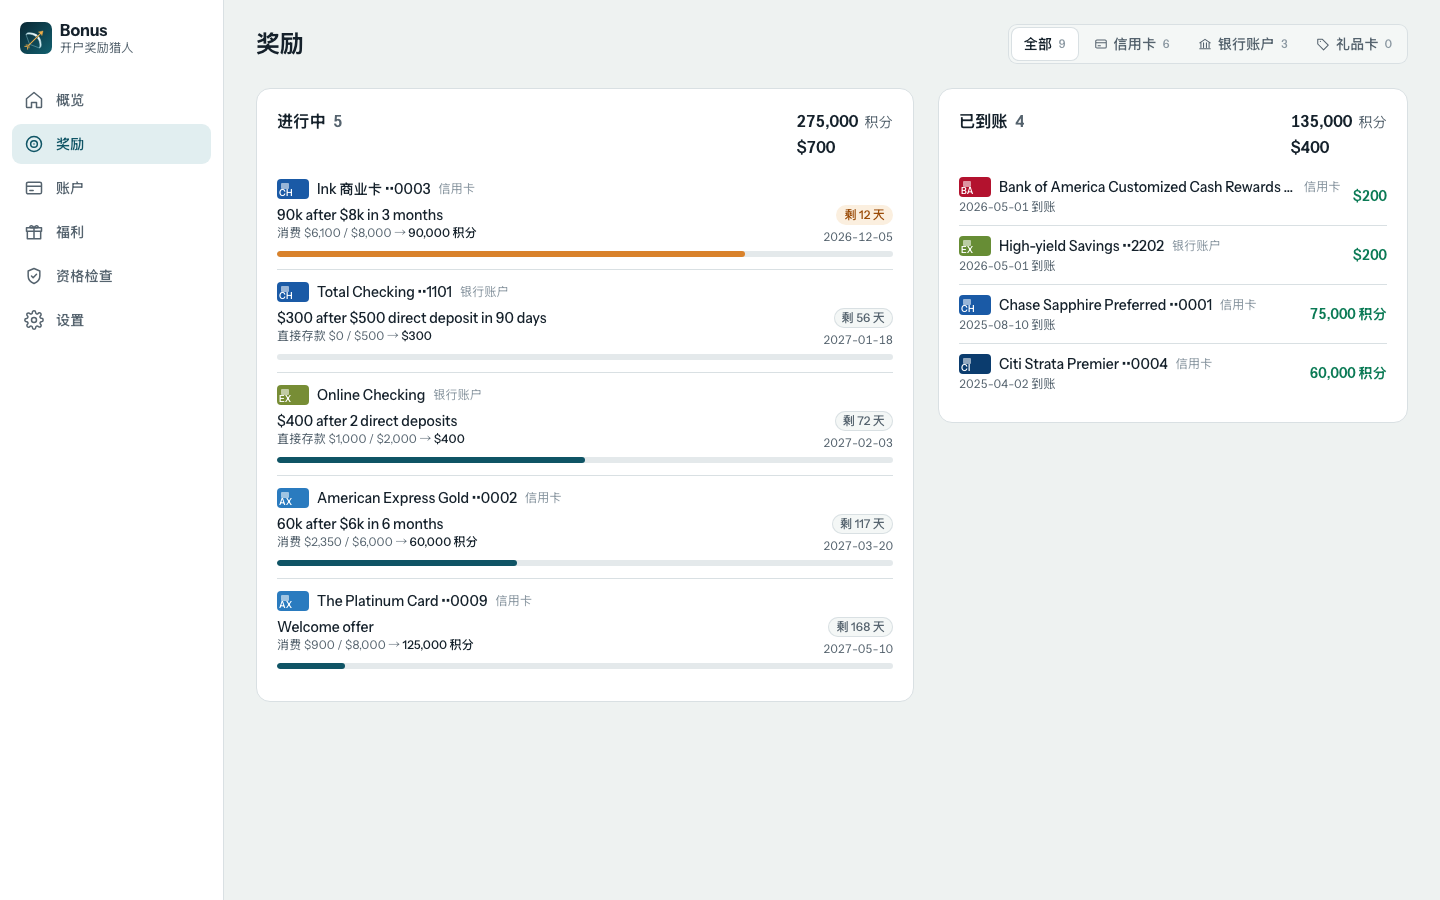 Bonus
开户奖励猎人
概览
奖励
账户
福利
资格检查
设置
奖励
全部 9
信用卡 6
银行账户 3
礼品卡 0
进行中 5
275,000 积分
$700
CH
Ink 商业卡 ••0003 信用卡
90k after $8k in 3 months
剩 12 天
消费 $6,100 / $8,000 → 90,000 积分
2026-12-05
CH
Total Checking ••1101 银行账户
$300 after $500 direct deposit in 90 days
剩 56 天
直接存款 $0 / $500 → $300
2027-01-18
EX
Online Checking 银行账户
$400 after 2 direct deposits
剩 72 天
直接存款 $1,000 / $2,000 → $400
2027-02-03
AX
American Express Gold ••0002 信用卡
60k after $6k in 6 months
剩 117 天
消费 $2,350 / $6,000 → 60,000 积分
2027-03-20
AX
The Platinum Card ••0009 信用卡
Welcome offer
剩 168 天
消费 $900 / $8,000 → 125,000 积分
2027-05-10
已到账 4
135,000 积分
$400
BA
Bank of America Customized Cash Rewards ... 信用卡
2026-05-01 到账
$200
EX
High-yield Savings ••2202 银行账户
2026-05-01 到账
$200
CH
Chase Sapphire Preferred ••0001 信用卡
2025-08-10 到账
75,000 积分
CI
Citi Strata Premier ••0004 信用卡
2025-04-02 到账
60,000 积分